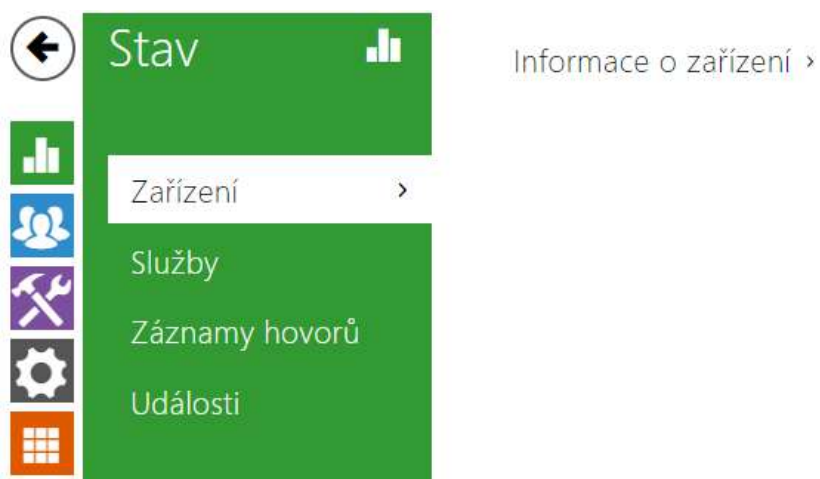 Stav
Informace o zařízení ›
Zařízení ›
Služby
Záznamy hovorů
Události